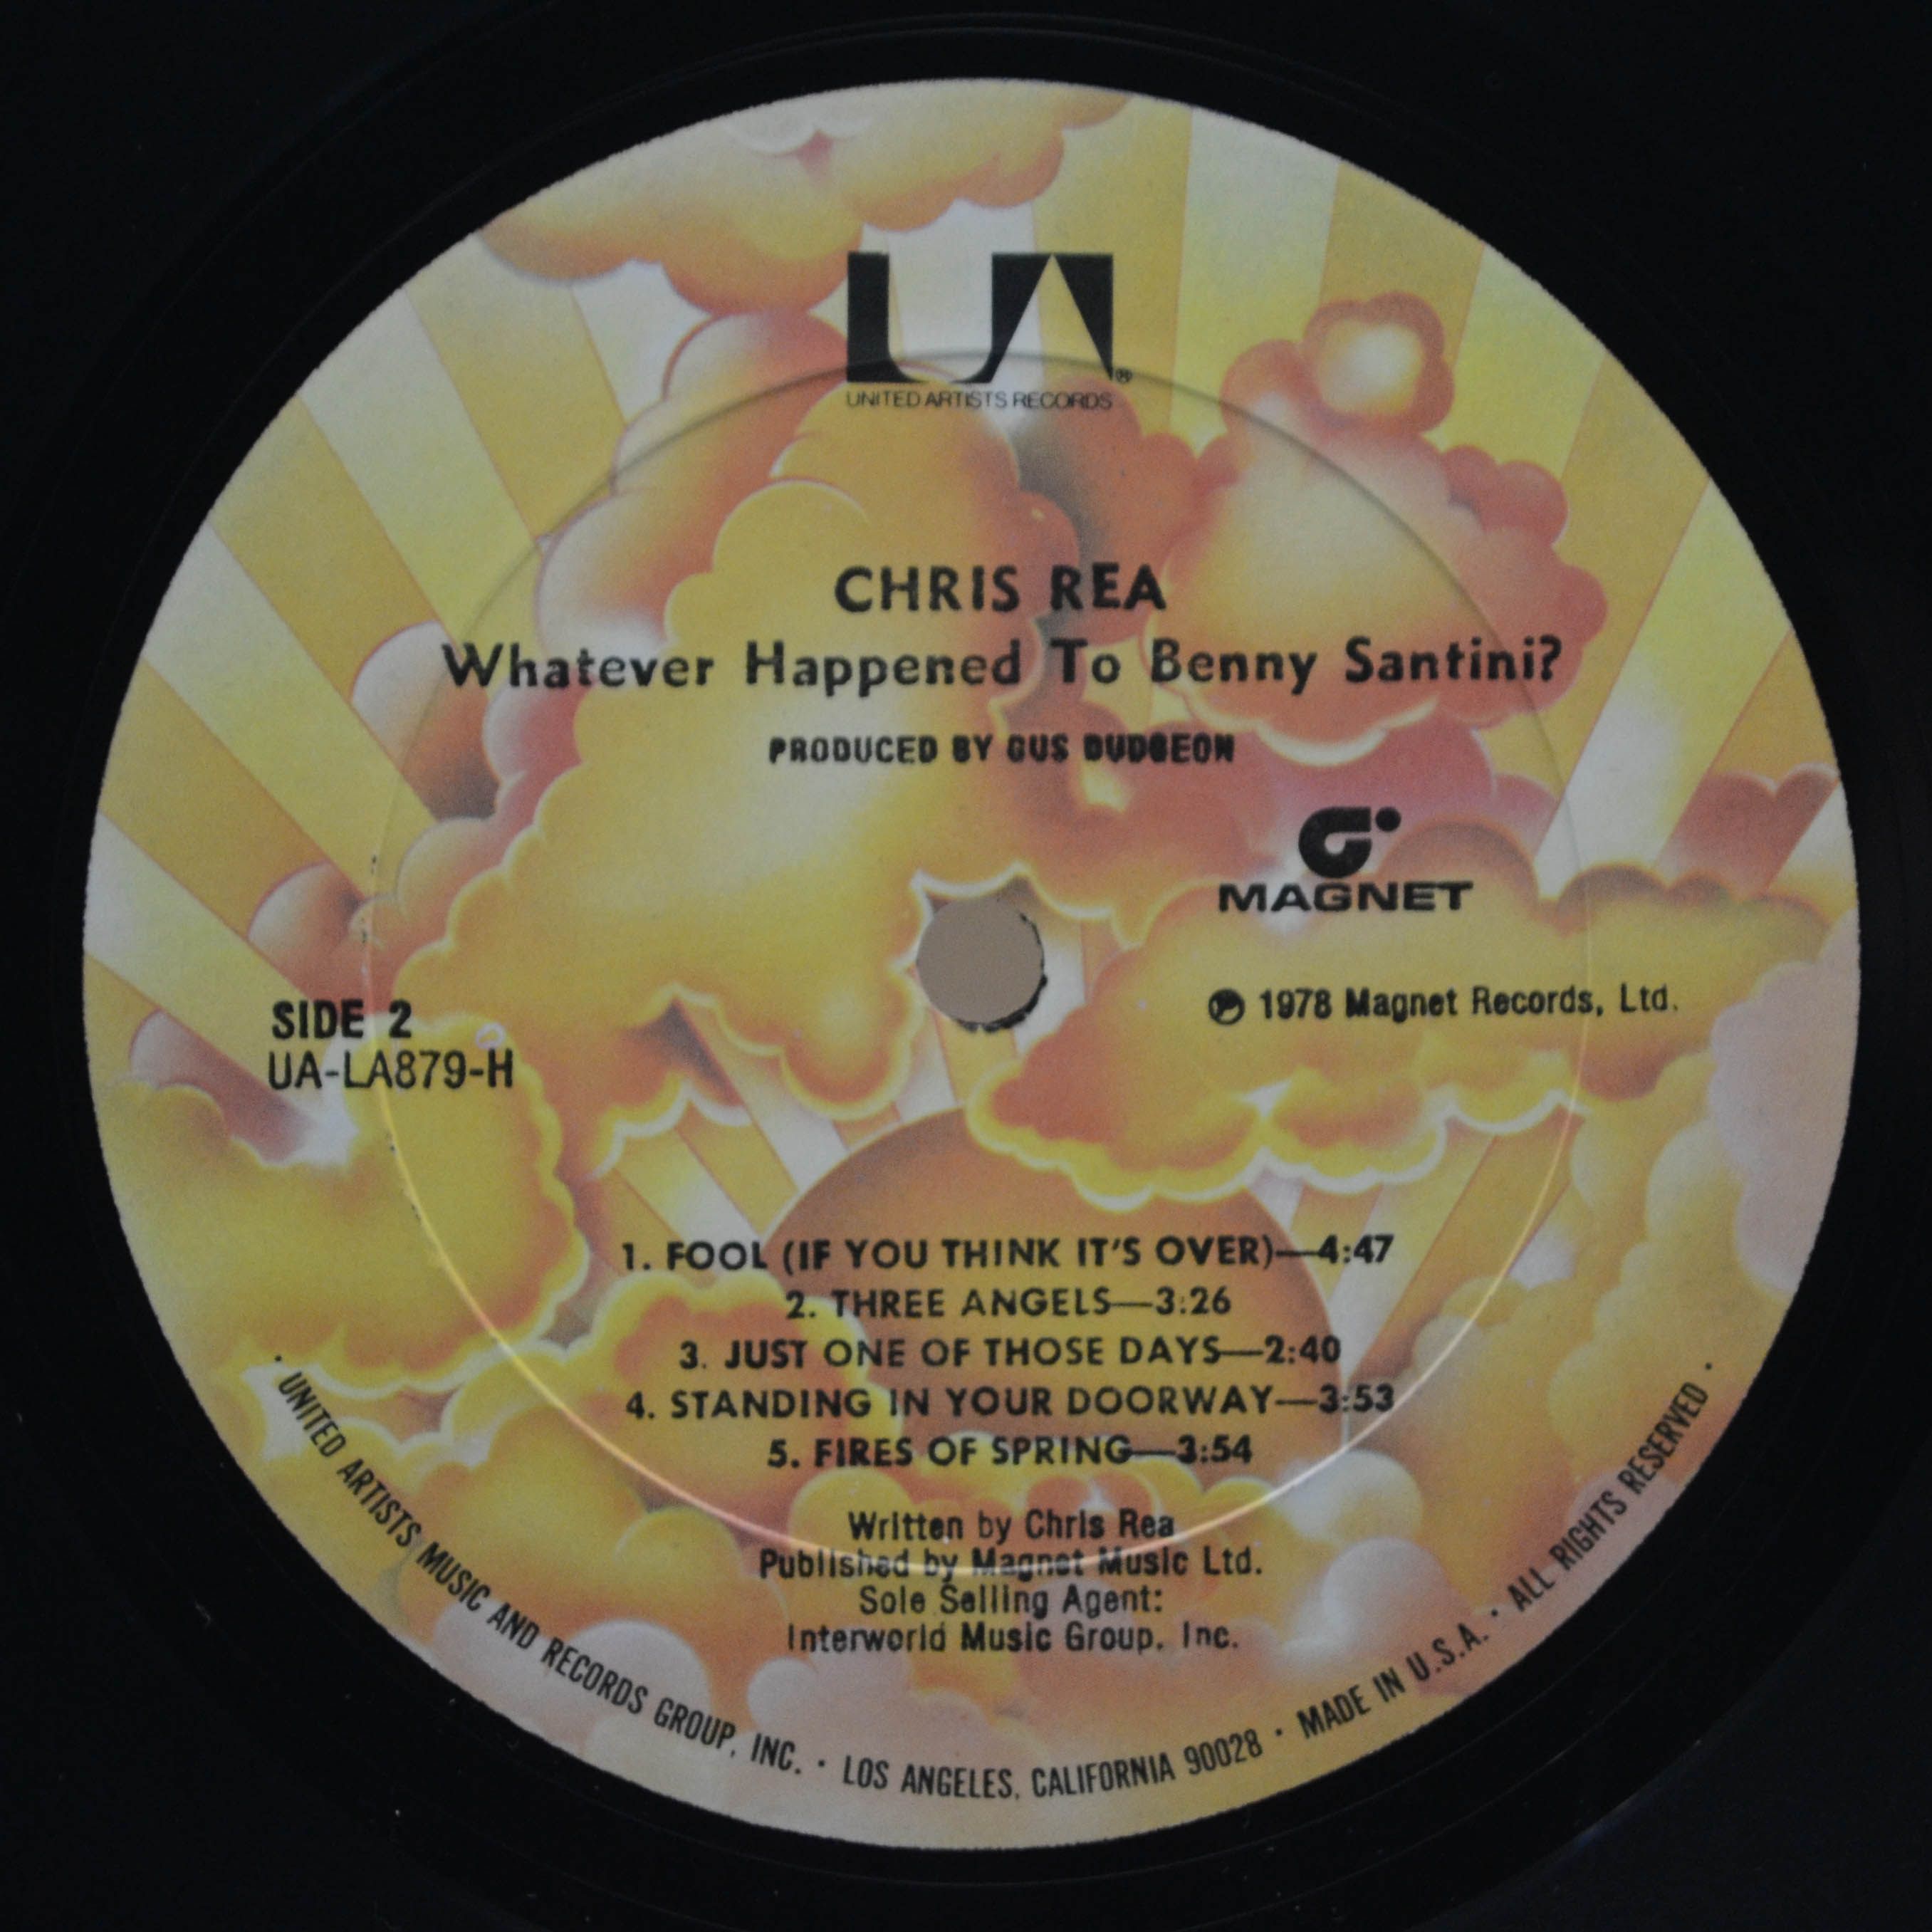 UA®
UNITED ARTISTS RECORDS
CHRIS REA
Whatever Happened To Benny Santini?
PRODUCED BY GUS DUDGEON
MAGNET
SIDE 2
UA-LA879-H
℗ 1978 Magnet Records, Ltd.
1. FOOL (IF YOU THINK IT'S OVER)—4:47
2. THREE ANGELS—3:26
3. JUST ONE OF THOSE DAYS—2:40
4. STANDING IN YOUR DOORWAY—3:53
5. FIRES OF SPRING—3:54
Written by Chris Rea
Published by Magnet Music Ltd.
Sole Selling Agent:
Interworld Music Group, Inc.
· UNITED ARTISTS MUSIC AND RECORDS GROUP, INC. · LOS ANGELES, CALIFORNIA 90028 · MADE IN U.S.A. · ALL RIGHTS RESERVED ·